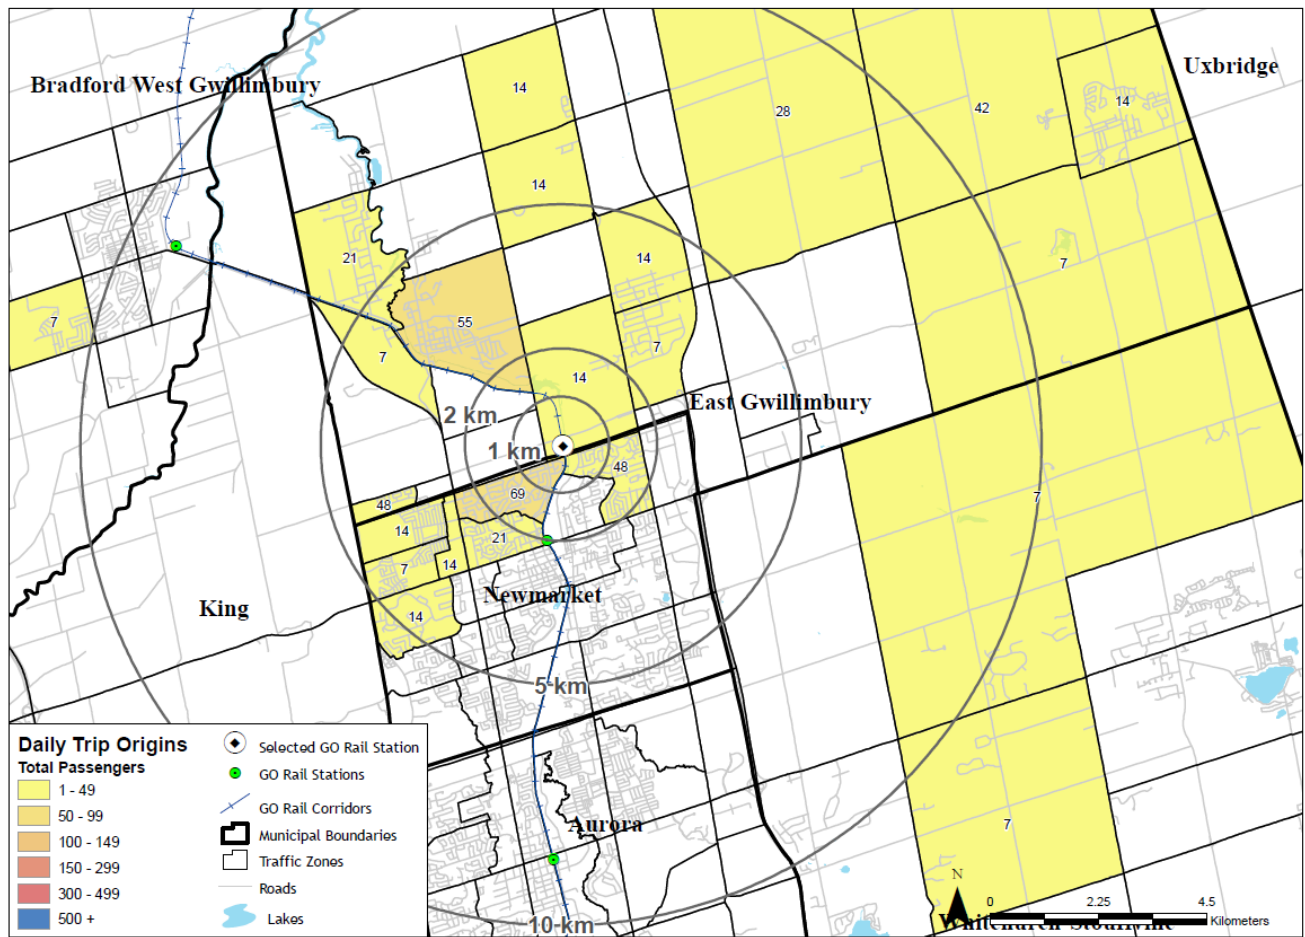 Uxbridge
Bradford West Gwillimbury
14
28
42
14
14
21
14
7
7
55
7
7
14
East Gwillimbury
2 km
1 km
48
69
7
48
14
21
7
14
Newmarket
King
14
5 km
Daily Trip Origins
Total Passengers
1 - 49
50 - 99
100 - 149
150 - 299
300 - 499
500 +
Selected GO Rail Station
GO Rail Stations
GO Rail Corridors
Municipal Boundaries
Traffic Zones
Roads
Lakes
Aurora
7
10 km
N
0
2.25
4.5
Kilometers
Whitchurch-Stouffville